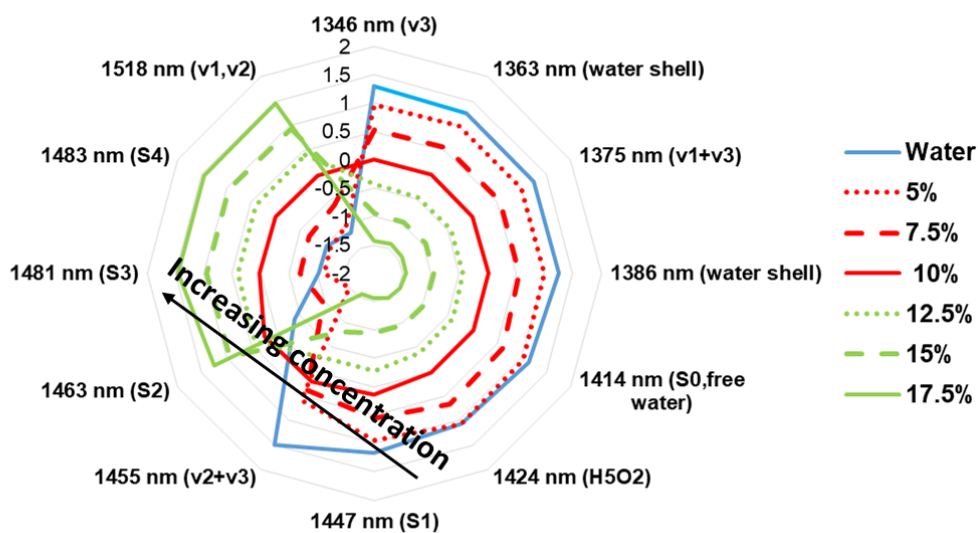 1346 nm (v3)
1363 nm (water shell)
1375 nm (v1+v3)
1386 nm (water shell)
1414 nm (S0,free
water)
1424 nm (H5O2)
1447 nm (S1)
1455 nm (v2+v3)
1463 nm (S2)
1481 nm (S3)
1483 nm (S4)
1518 nm (v1,v2)
2
1.5
1
0.5
0
-0.5
-1
-1.5
-2
Increasing concentration
Water
5%
7.5%
10%
12.5%
15%
17.5%